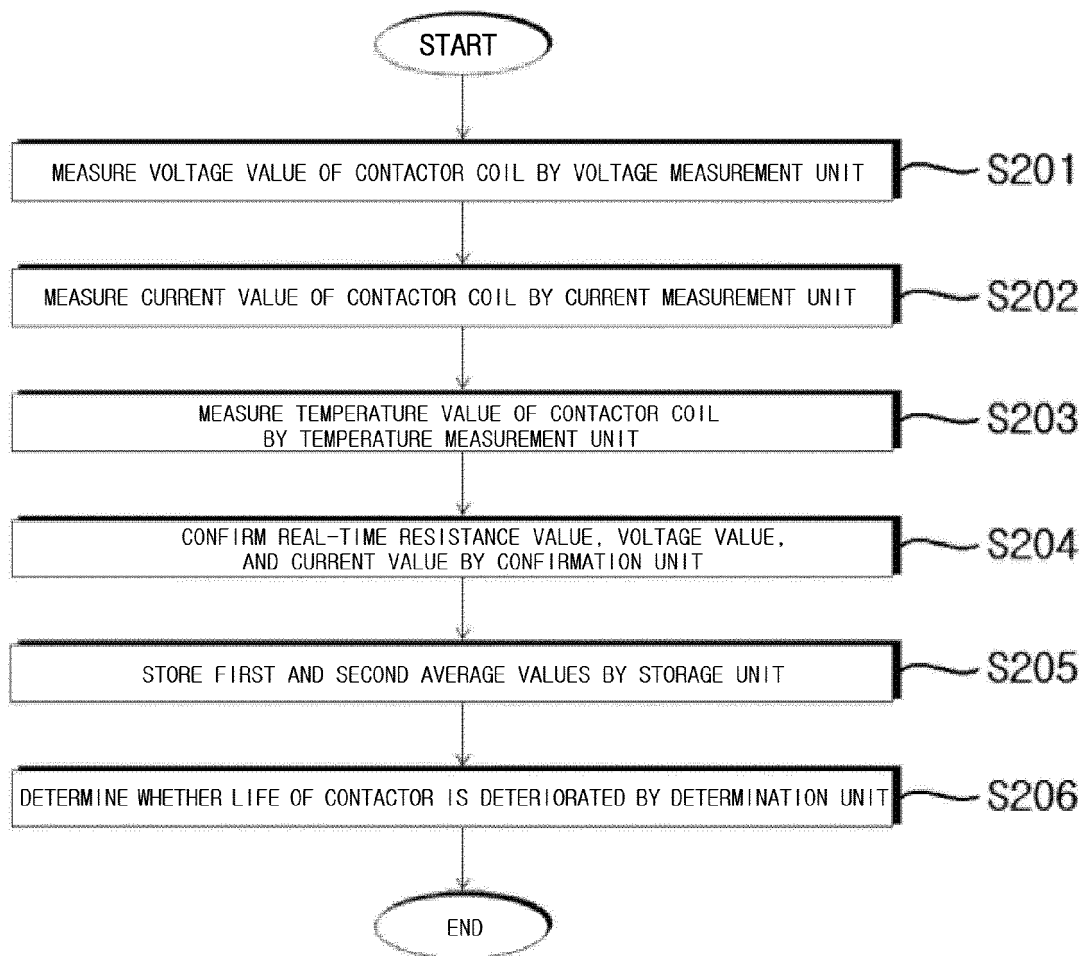 START
MEASURE VOLTAGE VALUE OF CONTACTOR COIL BY VOLTAGE MEASUREMENT UNIT
S201
MEASURE CURRENT VALUE OF CONTACTOR COIL BY CURRENT MEASUREMENT UNIT
S202
MEASURE TEMPERATURE VALUE OF CONTACTOR COIL
BY TEMPERATURE MEASUREMENT UNIT
S203
CONFIRM REAL-TIME RESISTANCE VALUE, VOLTAGE VALUE,
AND CURRENT VALUE BY CONFIRMATION UNIT
S204
STORE FIRST AND SECOND AVERAGE VALUES BY STORAGE UNIT
S205
DETERMINE WHETHER LIFE OF CONTACTOR IS DETERIORATED BY DETERMINATION UNIT
S206
END